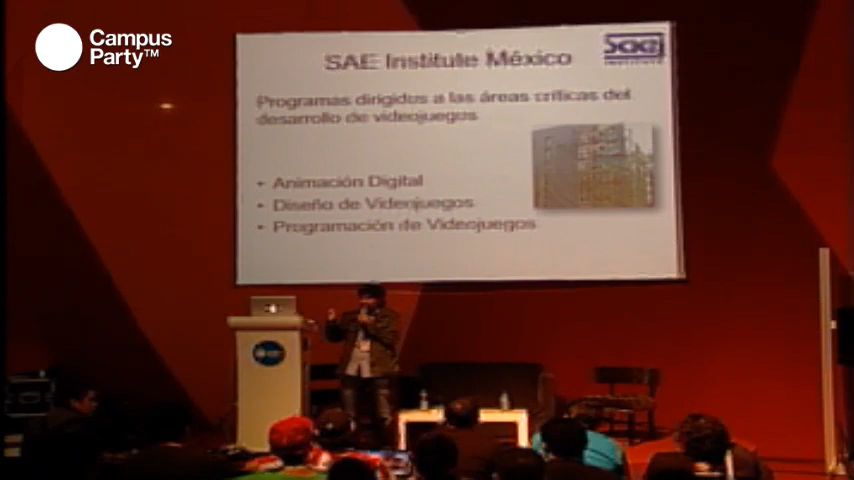 Campus
Party™
SAE Institute México
Sae
INSTITUTE
Programas dirigidos a las áreas críticas del
desarrollo de videojuegos
• Animación Digital
• Diseño de Videojuegos
• Programación de Videojuegos